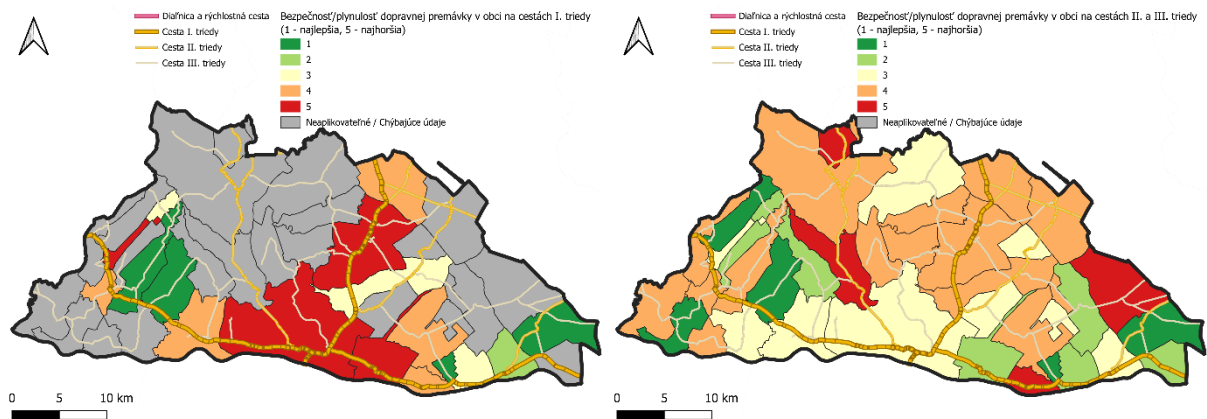 Diaľnica a rýchlostná cesta
Cesta I. triedy
Cesta II. triedy
Cesta III. triedy
Bezpečnosť/plynulosť dopravnej premávky v obci na cestách I. triedy
(1 - najlepšia, 5 - najhoršia)
1
2
3
4
5
Neaplikovateľné / Chýbajúce údaje
0 5 10 km
Diaľnica a rýchlostná cesta
Cesta I. triedy
Cesta II. triedy
Cesta III. triedy
Bezpečnosť/plynulosť dopravnej premávky v obci na cestách II. a III. triedy
(1 - najlepšia, 5 - najhoršia)
1
2
3
4
5
Neaplikovateľné / Chýbajúce údaje
0 5 10 km